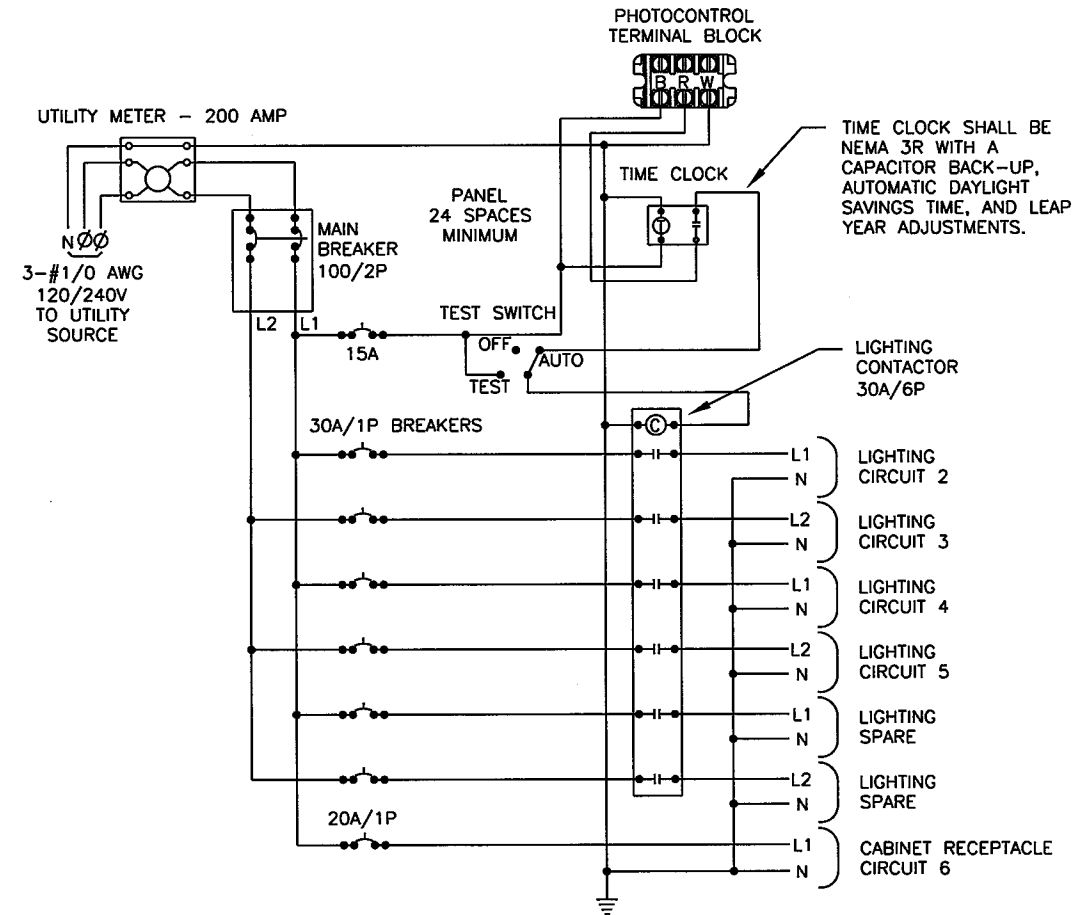 PHOTOCONTROL
TERMINAL BLOCK
B R W
UTILITY METER – 200 AMP
TIME CLOCK SHALL BE
NEMA 3R WITH A
CAPACITOR BACK–UP,
AUTOMATIC DAYLIGHT
SAVINGS TIME, AND LEAP
YEAR ADJUSTMENTS.
TIME CLOCK
T
PANEL
24 SPACES
MINIMUM
MAIN
BREAKER
100/2P
N ØØ
3–#1/0 AWG
120/240V
TO UTILITY
SOURCE
L2 L1
15A
TEST SWITCH
OFF
AUTO
TEST
LIGHTING
CONTACTOR
30A/6P
C
30A/1P BREAKERS
L1
N
LIGHTING
CIRCUIT 2
L2
N
LIGHTING
CIRCUIT 3
L1
N
LIGHTING
CIRCUIT 4
L2
N
LIGHTING
CIRCUIT 5
L1
N
LIGHTING
SPARE
L2
N
LIGHTING
SPARE
20A/1P
L1
N
CABINET RECEPTACLE
CIRCUIT 6